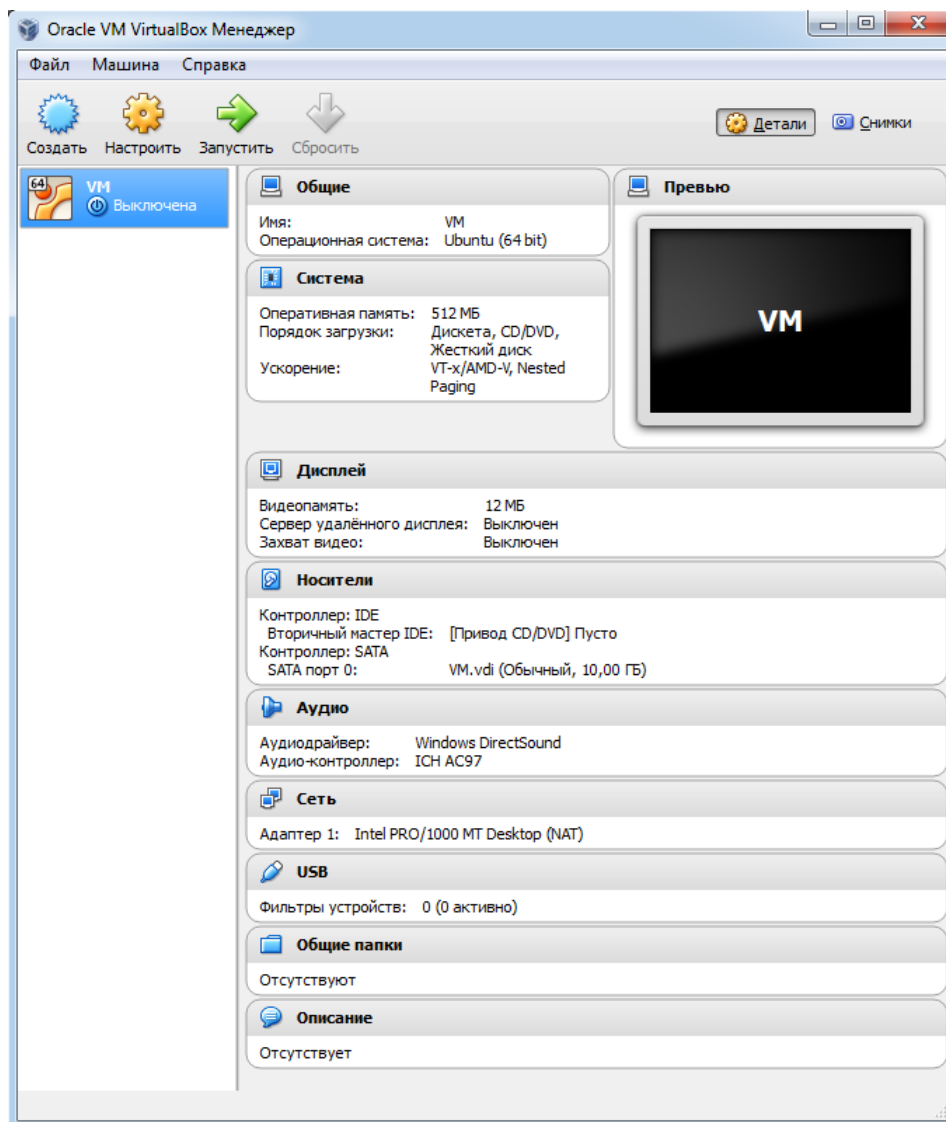 Oracle VM VirtualBox Менеджер
Файл Машина Справка
Создать Настроить Запустить Сбросить
Детали Снимки
64
VM
Выключена
Общие
Имя: VM
Операционная система: Ubuntu (64 bit)
Превью
VM
Система
Оперативная память: 512 МБ
Порядок загрузки: Дискета, CD/DVD,
Жесткий диск
Ускорение: VT-x/AMD-V, Nested
Paging
Дисплей
Видеопамять: 12 МБ
Сервер удалённого дисплея: Выключен
Захват видео: Выключен
Носители
Контроллер: IDE
Вторичный мастер IDE: [Привод CD/DVD] Пусто
Контроллер: SATA
SATA порт 0: VM.vdi (Обычный, 10,00 ГБ)
Аудио
Аудиодрайвер: Windows DirectSound
Аудио-контроллер: ICH AC97
Сеть
Адаптер 1: Intel PRO/1000 MT Desktop (NAT)
USB
Фильтры устройств: 0 (0 активно)
Общие папки
Отсутствуют
Описание
Отсутствует